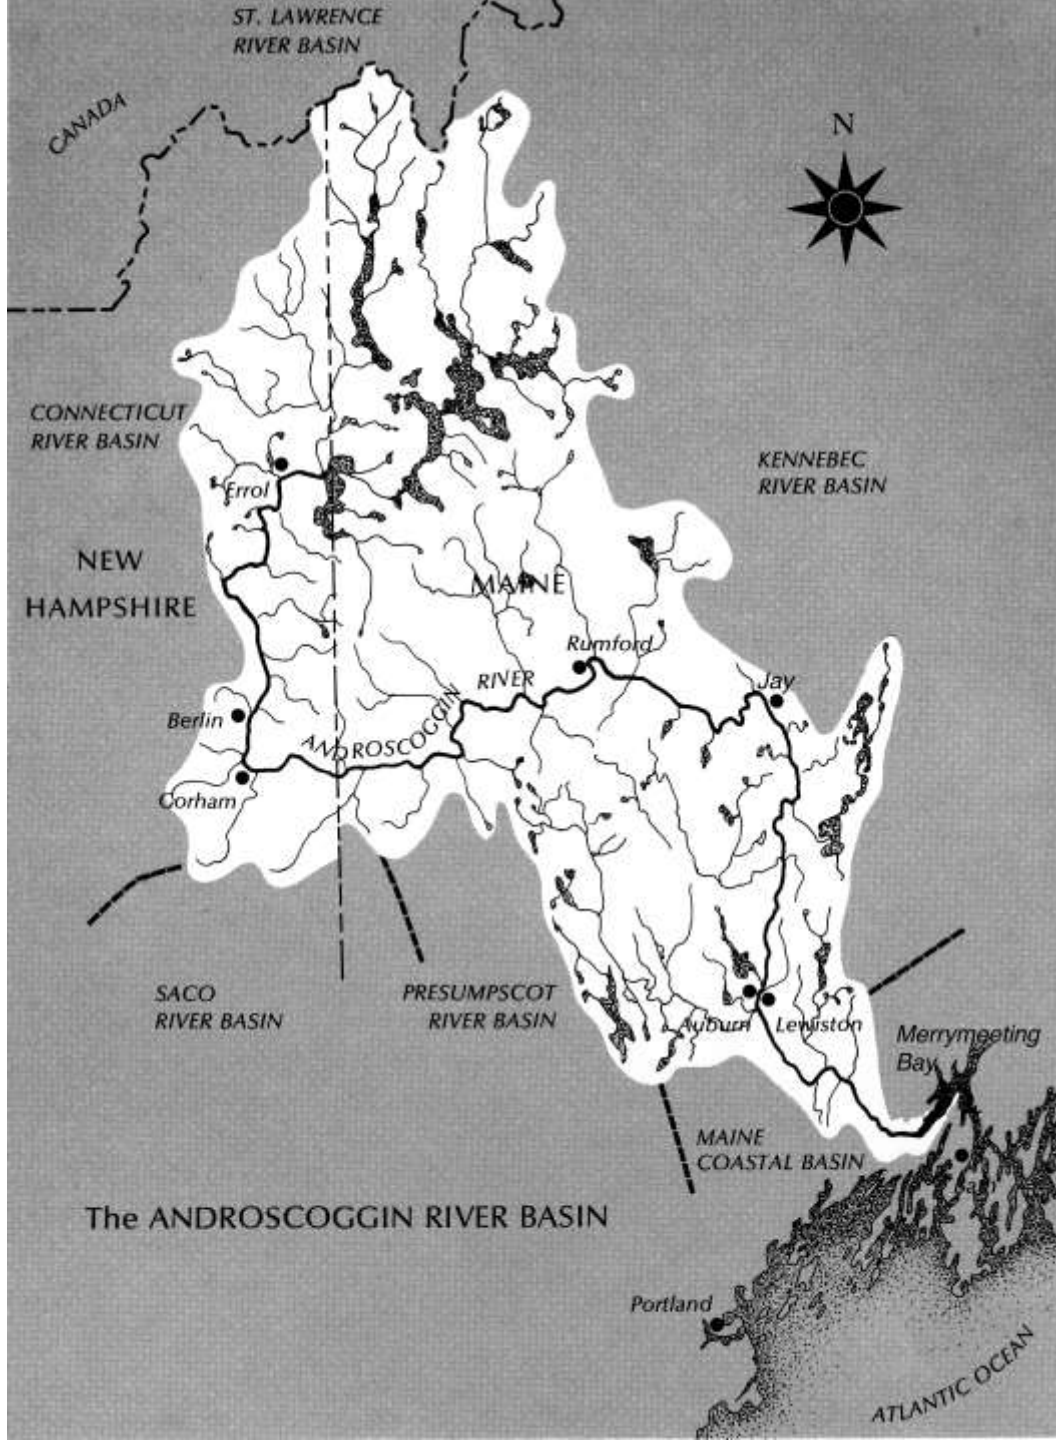 ST. LAWRENCE
RIVER BASIN
CANADA
N
CONNECTICUT
RIVER BASIN
KENNEBEC
RIVER BASIN
Errol
NEW
HAMPSHIRE
MAINE
Rumford
RIVER
Jay
ANDROSCOGGIN
Berlin
Corham
SACO
RIVER BASIN
PRESUMPSCOT
RIVER BASIN
Auburn
Lewiston
Merrymeeting
Bay
MAINE
COASTAL BASIN
The ANDROSCOGGIN RIVER BASIN
Portland
ATLANTIC OCEAN